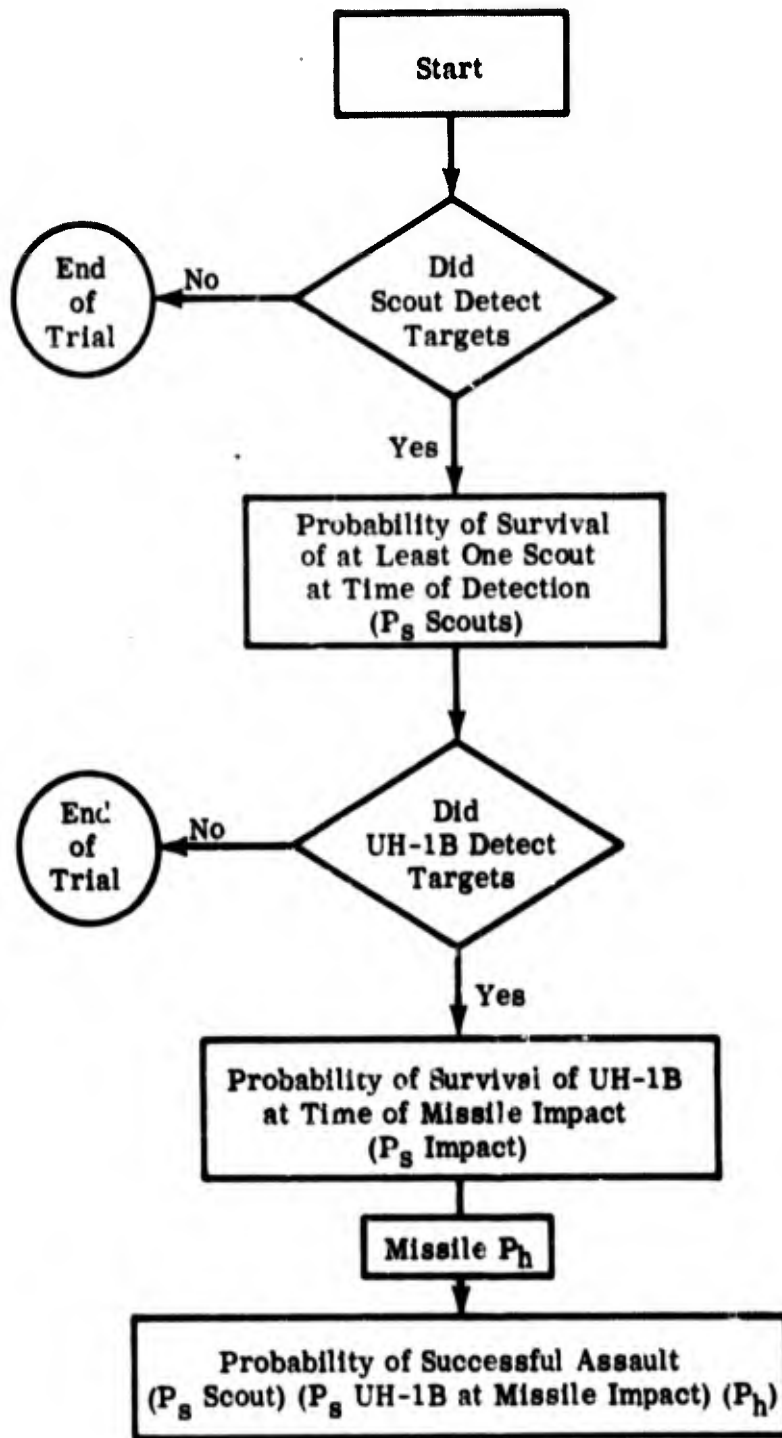 Start
Did
Scout Detect
Targets
No
End
of
Trial
Yes
Probability of Survival
of at Least One Scout
at Time of Detection
(Ps Scouts)
Did
UH-1B Detect
Targets
No
End
of
Trial
Yes
Probability of Survival of UH-1B
at Time of Missile Impact
(Ps Impact)
Missile Ph
Probability of Successful Assault
(Ps Scout) (Ps UH-1B at Missile Impact) (Ph)